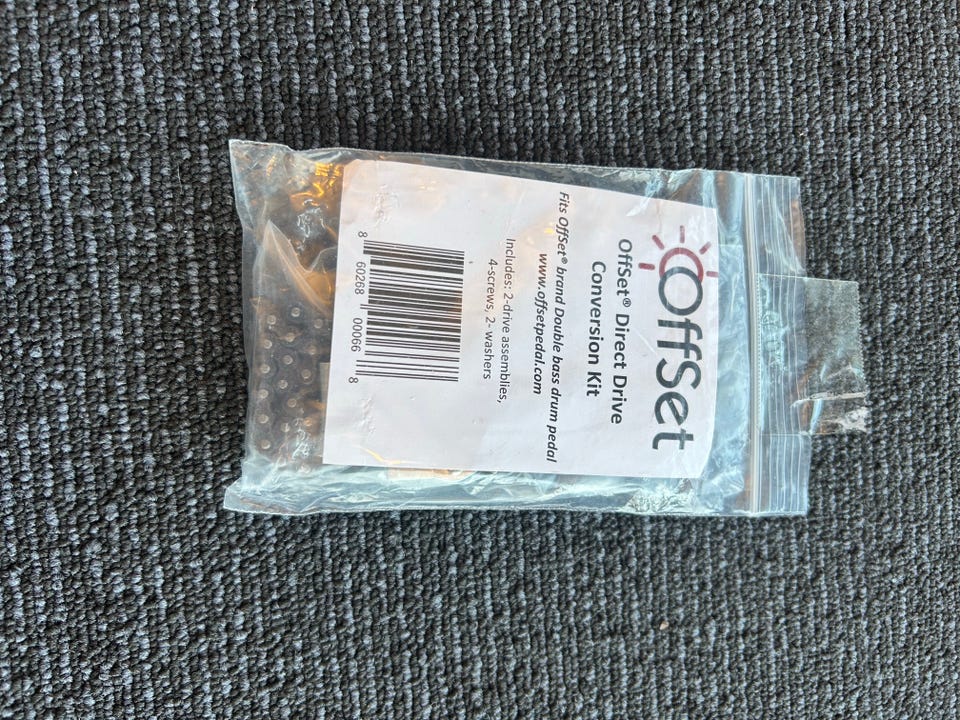 OffSet
OffSet® Direct Drive
Conversion Kit
Fits OffSet® brand Double bass drum pedal
www.offsetpedal.com
Includes: 2-drive assemblies,
4-screws, 2- washers
8 60268 00066 8